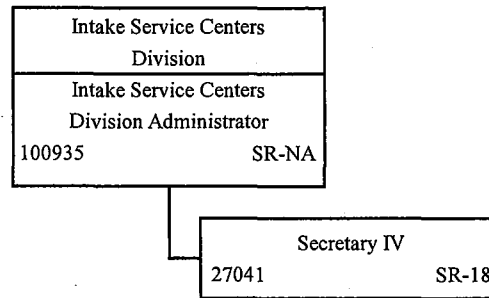 Intake Service Centers
Division
Intake Service Centers
Division Administrator
100935 SR-NA
Secretary IV
27041 SR-18